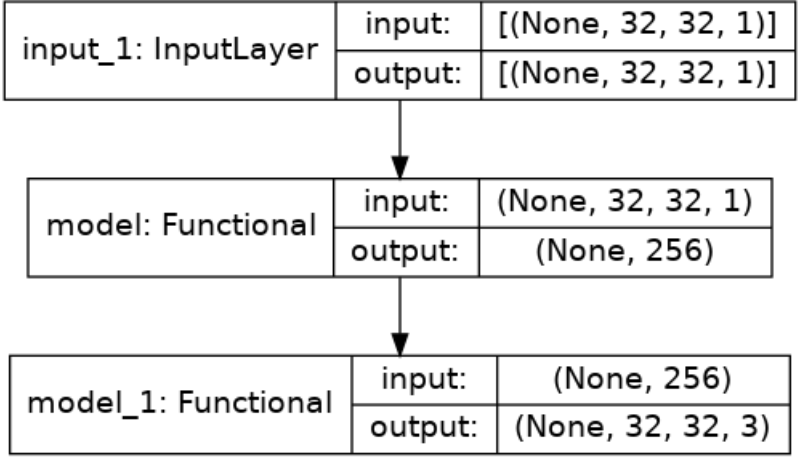 input_1: InputLayer
input: [(None, 32, 32, 1)]
output: [(None, 32, 32, 1)]
model: Functional
input: (None, 32, 32, 1)
output: (None, 256)
model_1: Functional
input: (None, 256)
output: (None, 32, 32, 3)